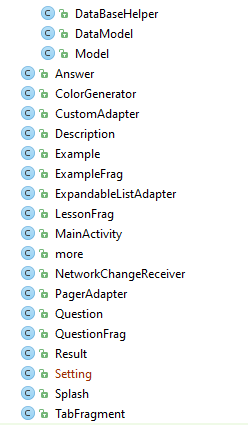 DataBaseHelper
DataModel
Model
Answer
ColorGenerator
CustomAdapter
Description
Example
ExampleFrag
ExpandableListAdapter
LessonFrag
MainActivity
more
NetworkChangeReceiver
PagerAdapter
Question
QuestionFrag
Result
Setting
Splash
TabFragment